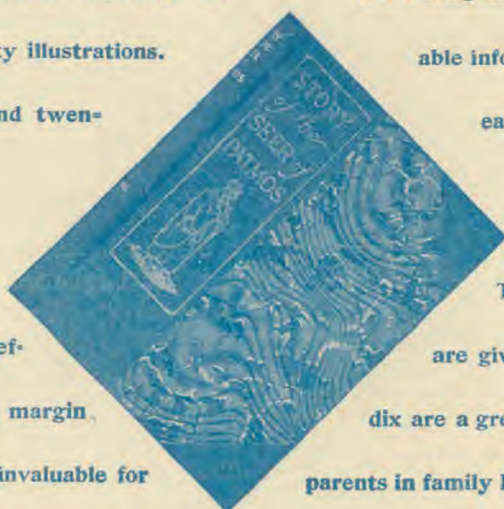 y illustrations.
nd twen=
ef-
margin
invaluable for
STORY
of the
SEER of
PATMOS
able info
ea
T
are giv
dix are a gre
parents in family